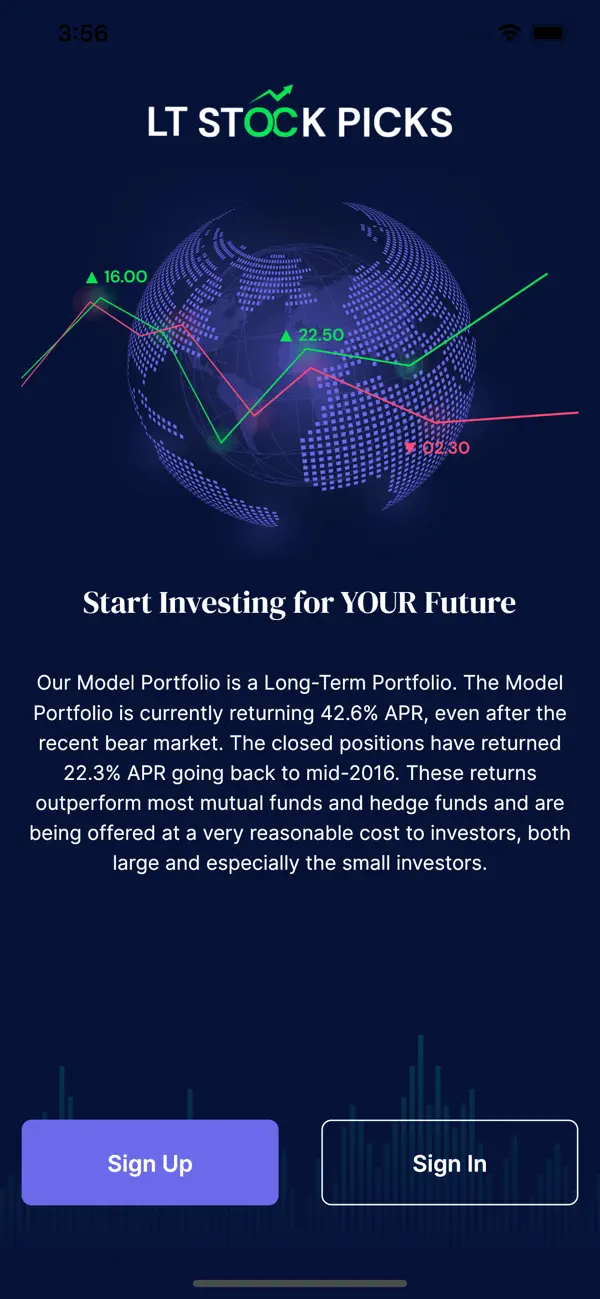 3:56
LT STOCK PICKS
▲ 16.00
▲ 22.50
▼ 02.30
Start Investing for YOUR Future
Our Model Portfolio is a Long-Term Portfolio. The Model
Portfolio is currently returning 42.6% APR, even after the
recent bear market. The closed positions have returned
22.3% APR going back to mid-2016. These returns
outperform most mutual funds and hedge funds and are
being offered at a very reasonable cost to investors, both
large and especially the small investors.
Sign Up
Sign In